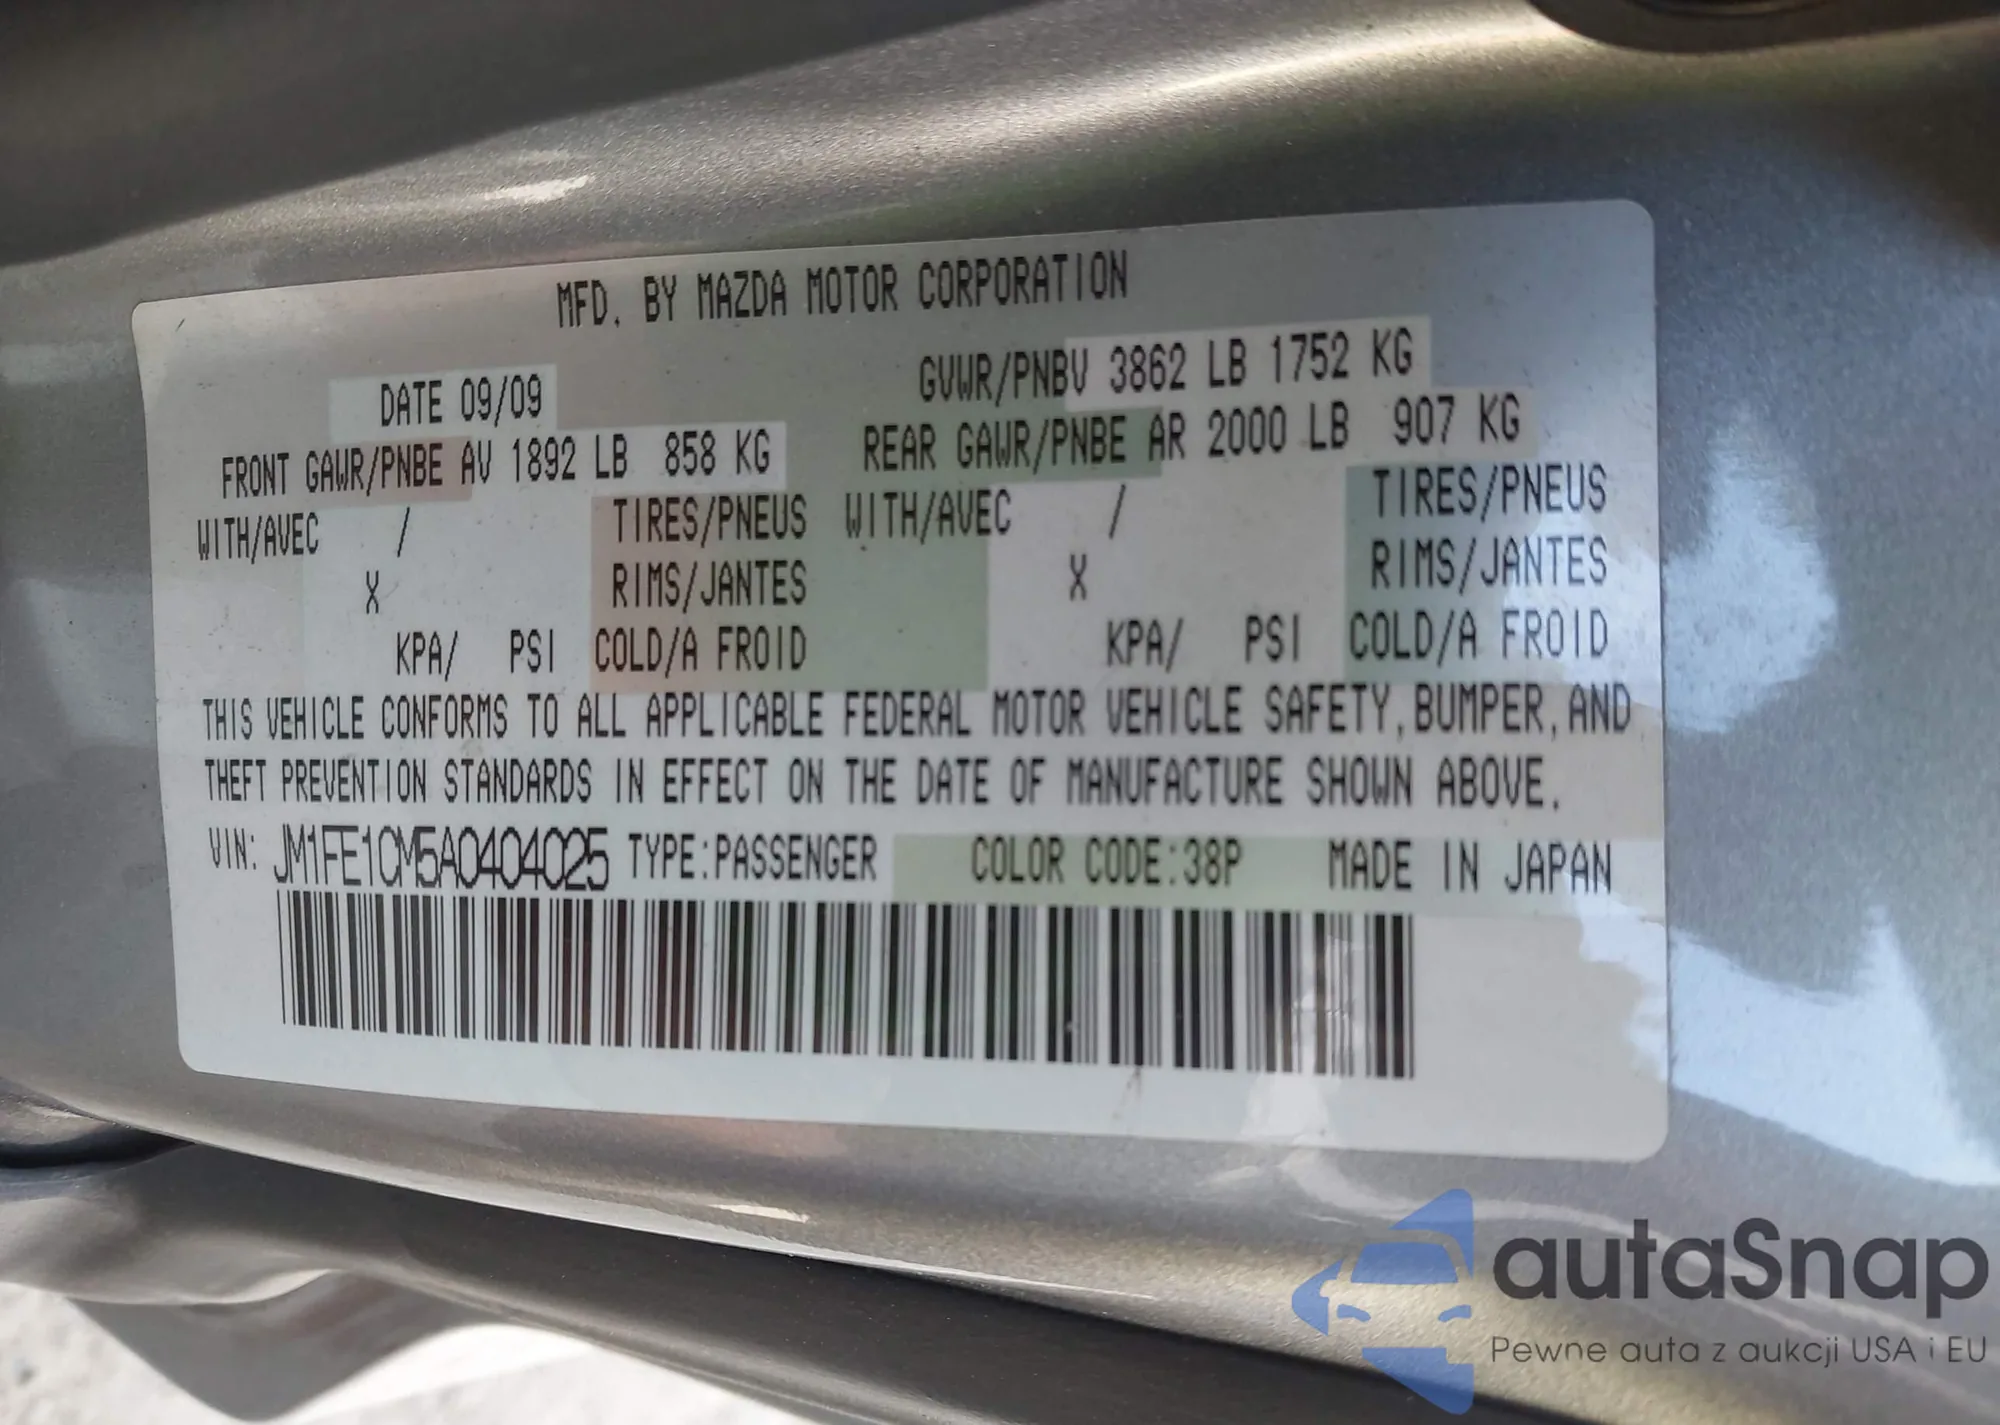 MFD. BY MAZDA MOTOR CORPORATION
DATE 09/09 GVWR/PNBV 3862 LB 1752 KG
FRONT GAWR/PNBE AV 1892 LB 858 KG REAR GAWR/PNBE AR 2000 LB 907 KG
WITH/AVEC / TIRES/PNEUS WITH/AVEC / TIRES/PNEUS
X RIMS/JANTES X RIMS/JANTES
KPA/ PSI COLD/A FROID KPA/ PSI COLD/A FROID
THIS VEHICLE CONFORMS TO ALL APPLICABLE FEDERAL MOTOR VEHICLE SAFETY, BUMPER, AND
THEFT PREVENTION STANDARDS IN EFFECT ON THE DATE OF MANUFACTURE SHOWN ABOVE.
VIN: JM1FE1CM5A0404025 TYPE:PASSENGER COLOR CODE:38P MADE IN JAPAN
autaSnap
Pewne auta z aukcji USA i EU